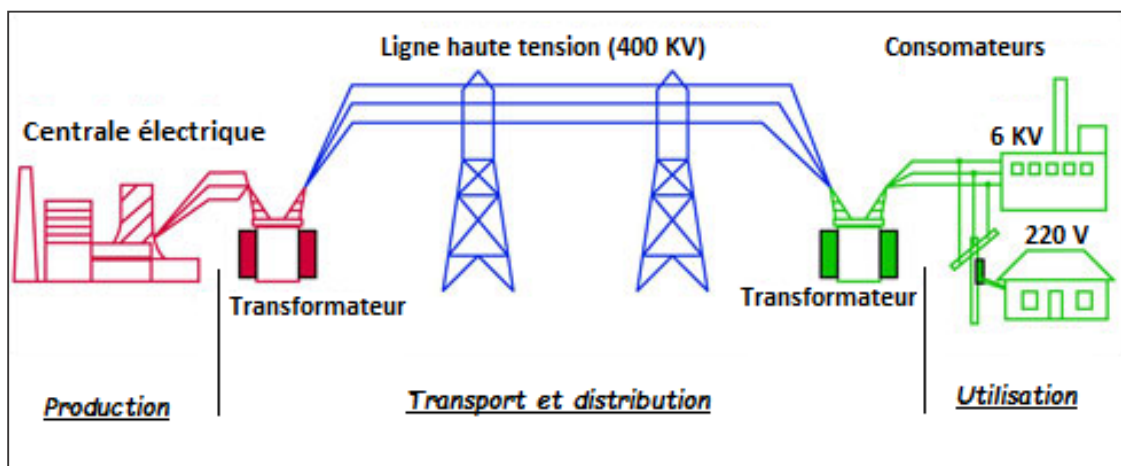 Ligne haute tension (400 KV)
Consomateurs
Centrale électrique
6 KV
220 V
Transformateur
Transformateur
Production
Transport et distribution
Utilisation